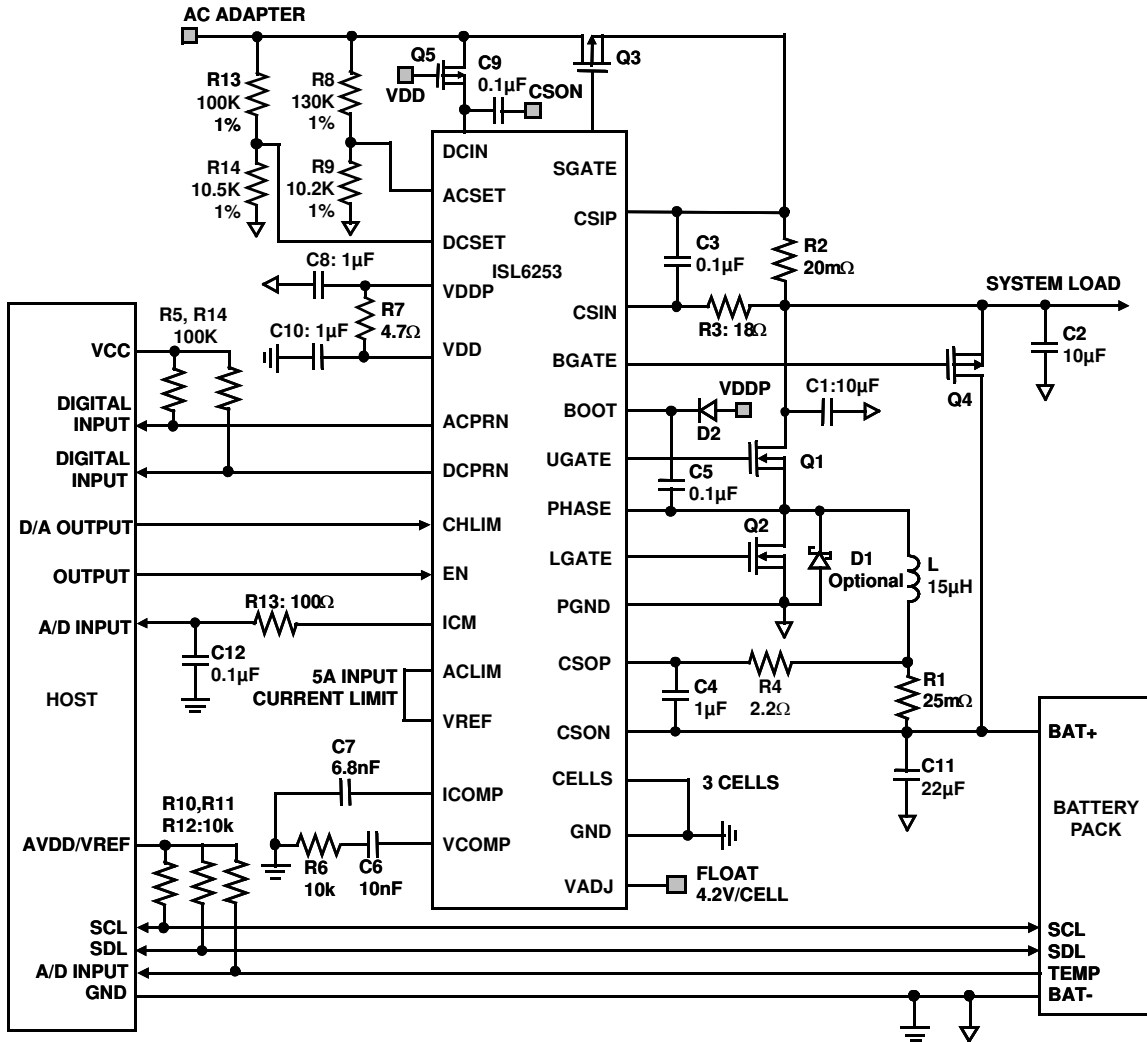 AC ADAPTER
R13
100K
1%
R8
130K
1%
Q5
VDD
C9
0.1µF
CSON
Q3
R14
10.5K
1%
R9
10.2K
1%
DCIN
ACSET
DCSET
VDDP
VDD
ACPRN
DCPRN
CHLIM
EN
ICM
ACLIM
VREF
ICOMP
VCOMP
ISL6253
SGATE
CSIP
CSIN
BGATE
BOOT
UGATE
PHASE
LGATE
PGND
CSOP
CSON
CELLS
GND
VADJ
C8: 1µF
R7
4.7Ω
C10: 1µF
R5, R14
100K
VCC
DIGITAL
INPUT
DIGITAL
INPUT
D/A OUTPUT
OUTPUT
A/D INPUT
HOST
AVDD/VREF
SCL
SDL
A/D INPUT
GND
R13: 100Ω
C12
0.1µF
5A INPUT
CURRENT LIMIT
C7
6.8nF
R10,R11
R12:10k
R6
10k
C6
10nF
C3
0.1µF
R2
20mΩ
R3: 18Ω
SYSTEM LOAD
C2
10µF
Q4
VDDP
D2
C1:10µF
C5
0.1µF
Q1
Q2
D1
Optional
L
15µH
C4
1µF
R4
2.2Ω
R1
25mΩ
C11
22µF
3 CELLS
FLOAT
4.2V/CELL
BAT+
BATTERY
PACK
SCL
SDL
TEMP
BAT-